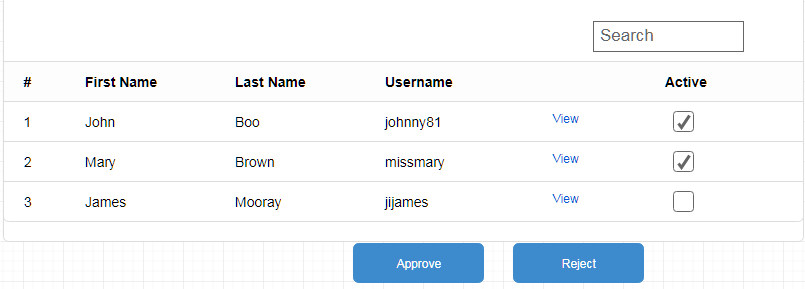 Search
# First Name Last Name Username Active
1 John Boo johnny81 View
2 Mary Brown missmary View
3 James Mooray jijames View
Approve Reject